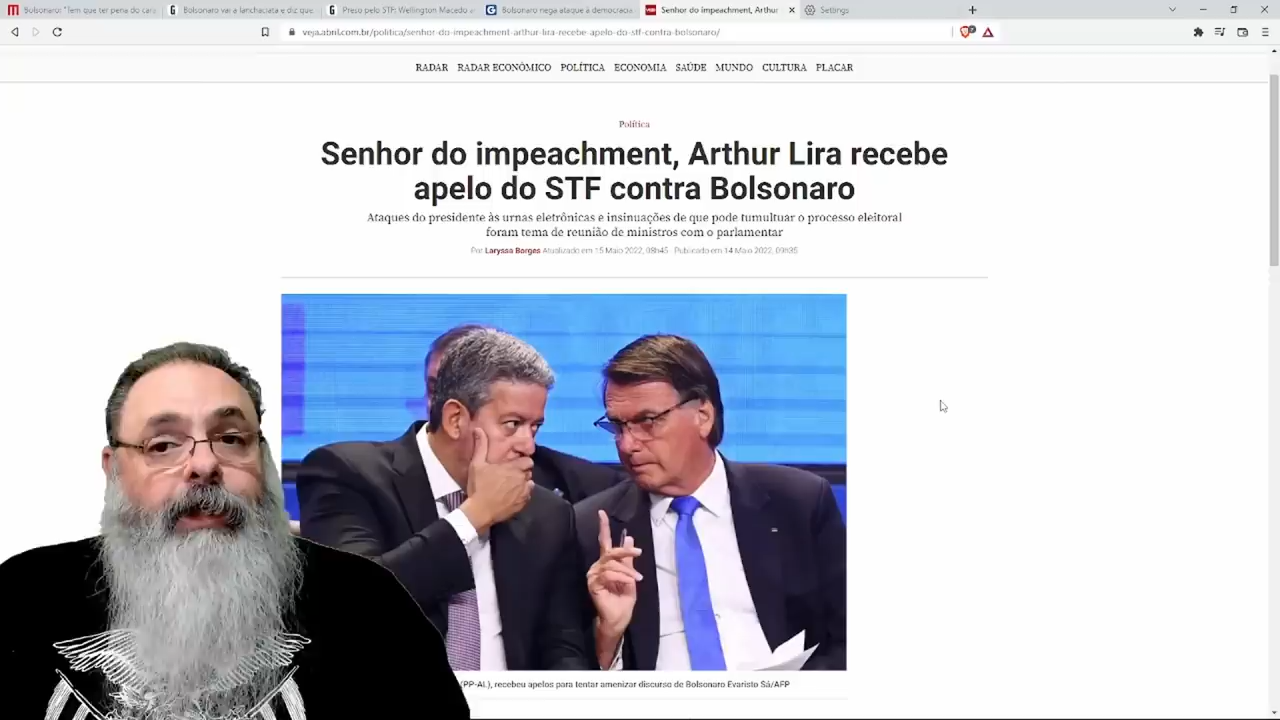 Bolsonaro: "Tem que ter pena do cara
Bolsonaro vai a lanchaciata e diz que
Preso pelo STF: Wellington Macedo a
Bolsonaro nega ataque à democracia
Senhor do impeachment, Arthur
Settings
veja.abril.com.br/politica/senhor-do-impeachment-arthur-lira-recebe-apelo-do-stf-contra-bolsonaro/
RADAR RADAR ECONÔMICO POLÍTICA ECONOMIA SAÚDE MUNDO CULTURA PLACAR
Política
Senhor do impeachment, Arthur Lira recebe
apelo do STF contra Bolsonaro
Ataques do presidente às urnas eletrônicas e insinuações de que pode tumultuar o processo eleitoral
foram tema de reunião de ministros com o parlamentar
Por Laryssa Borges Atualizado em 15 Maio 2022, 09h45 - Publicado em 14 Maio 2022, 09h35
(PP-AL), recebeu apelos para tentar amenizar discurso de Bolsonaro Evaristo Sá/AFP